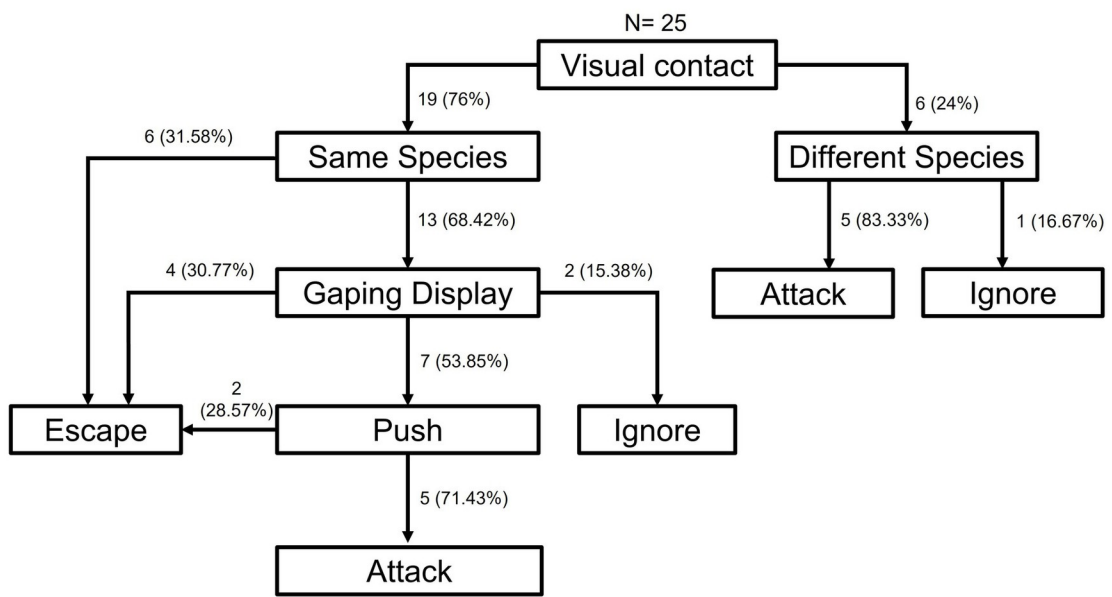 N= 25
Visual contact
19 (76%)
6 (24%)
6 (31.58%)
Same Species
Different Species
13 (68.42%)
5 (83.33%)
1 (16.67%)
4 (30.77%)
Gaping Display
2 (15.38%)
Attack
Ignore
7 (53.85%)
2
(28.57%)
Escape
Push
Ignore
5 (71.43%)
Attack